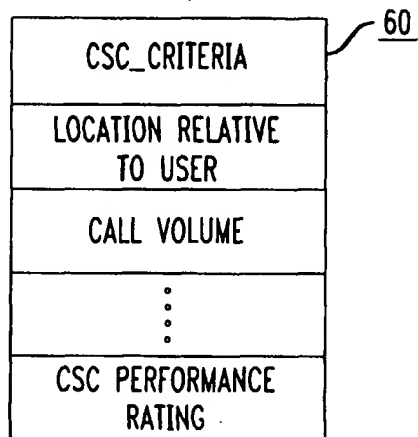 60
CSC_CRITERIA
LOCATION RELATIVE
TO USER
CALL VOLUME
CSC PERFORMANCE
RATING